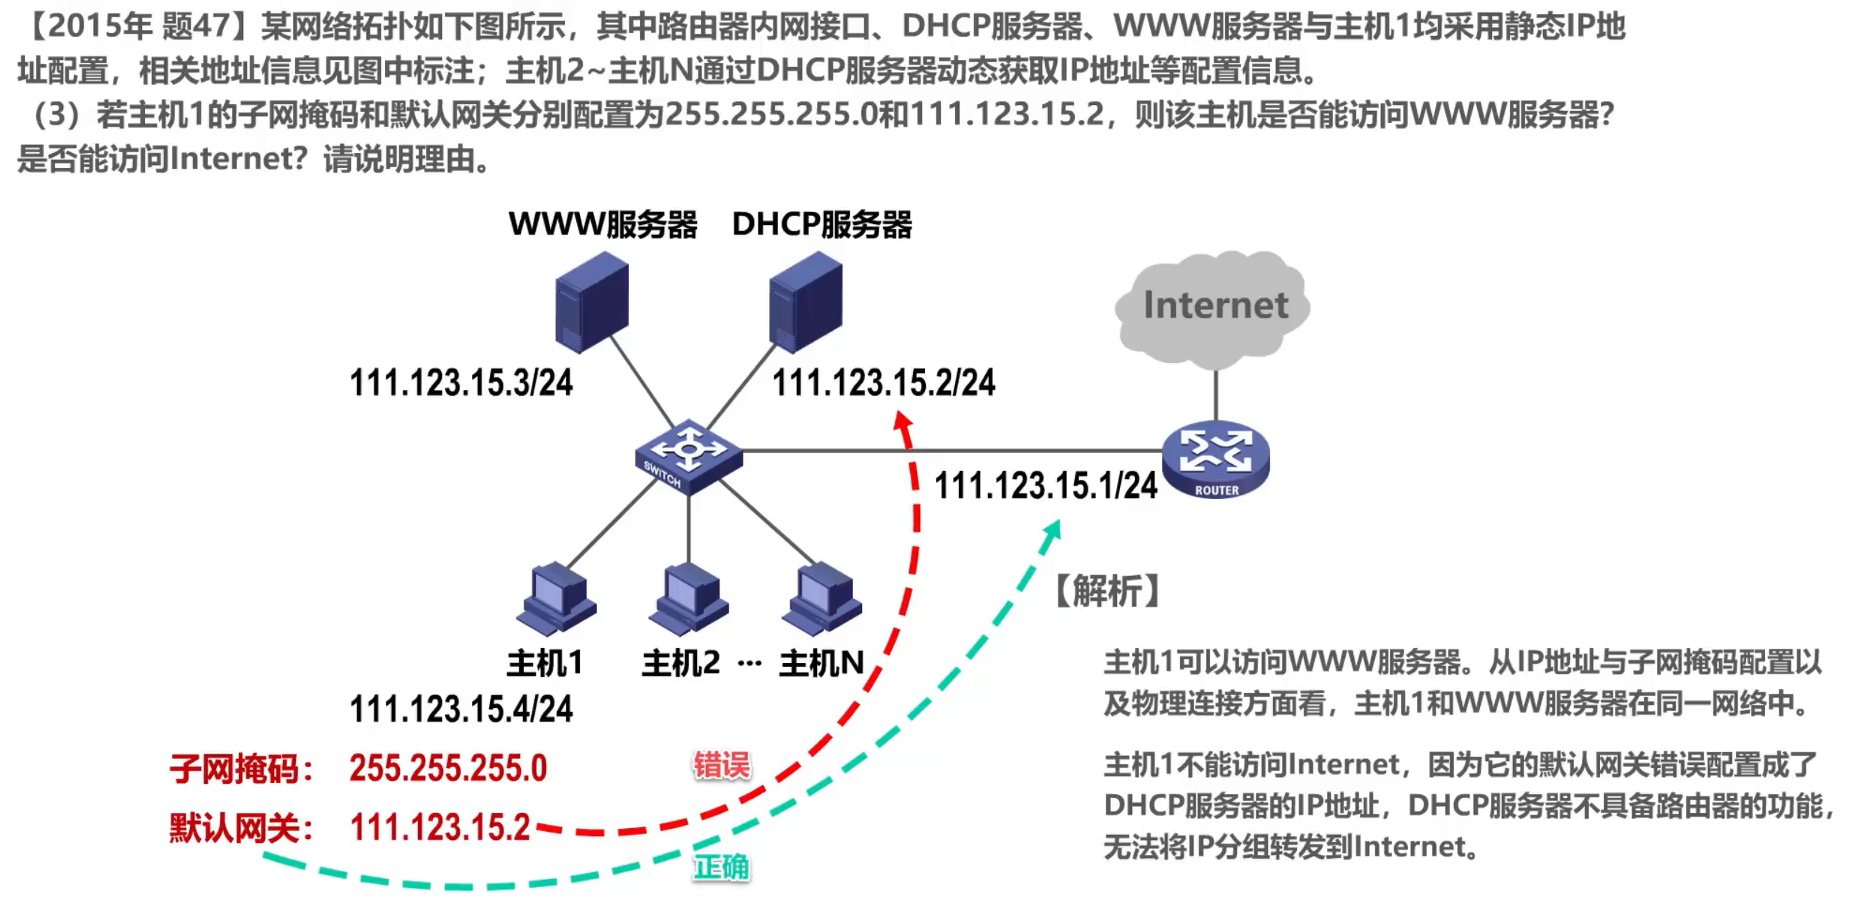 【2015年 题47】某网络拓扑如下图所示，其中路由器内网接口、DHCP服务器、WWW服务器与主机1均采用静态IP地
址配置，相关地址信息见图中标注；主机2~主机N通过DHCP服务器动态获取IP地址等配置信息。
（3）若主机1的子网掩码和默认网关分别配置为255.255.255.0和111.123.15.2，则该主机是否能访问WWW服务器？
是否能访问Internet？请说明理由。
WWW服务器 DHCP服务器
Internet
111.123.15.3/24 111.123.15.2/24
SWITCH
111.123.15.1/24
ROUTER
主机1 主机2 … 主机N
111.123.15.4/24
子网掩码： 255.255.255.0
默认网关： 111.123.15.2
错误
正确
【解析】
主机1可以访问WWW服务器。从IP地址与子网掩码配置以
及物理连接方面看，主机1和WWW服务器在同一网络中。
主机1不能访问Internet，因为它的默认网关错误配置成了
DHCP服务器的IP地址，DHCP服务器不具备路由器的功能，
无法将IP分组转发到Internet。